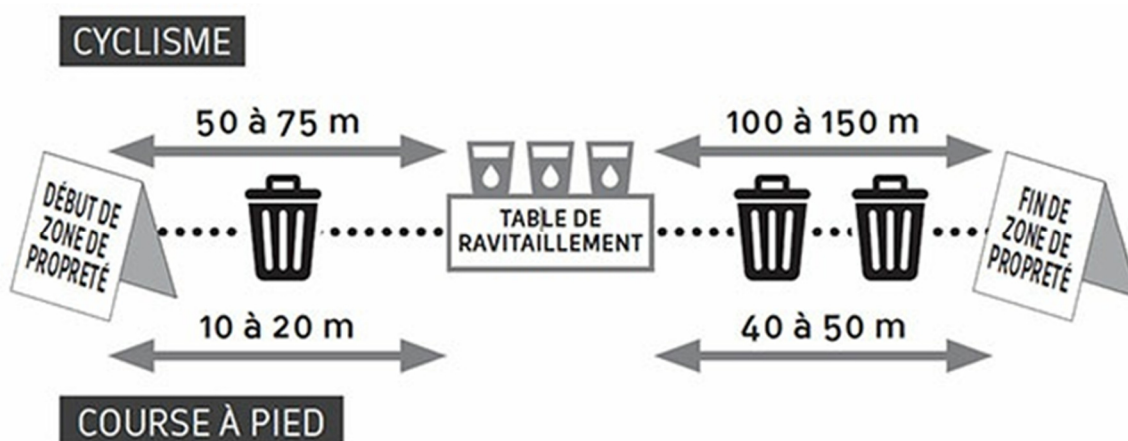 CYCLISME
50 à 75 m
100 à 150 m
DÉBUT DE
ZONE DE
PROPRETÉ
TABLE DE
RAVITAILLEMENT
FIN DE
ZONE DE
PROPRETÉ
10 à 20 m
40 à 50 m
COURSE À PIED